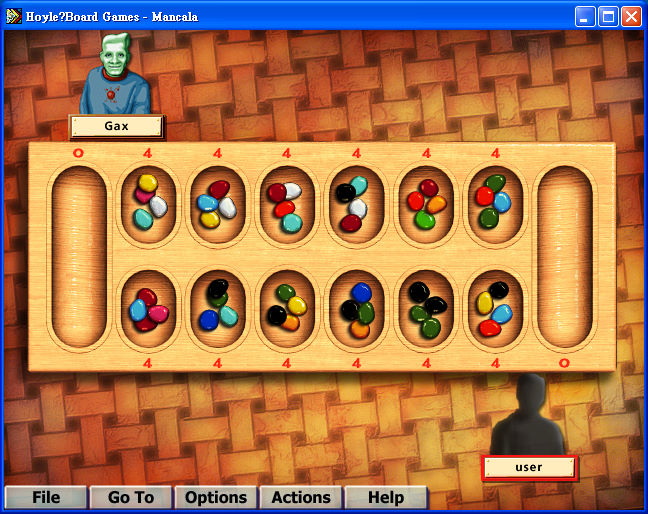 Hoyle?Board Games - Mancala
Gax
0 4 4 4 4 4 4
4 4 4 4 4 4 0
user
File Go To Options Actions Help